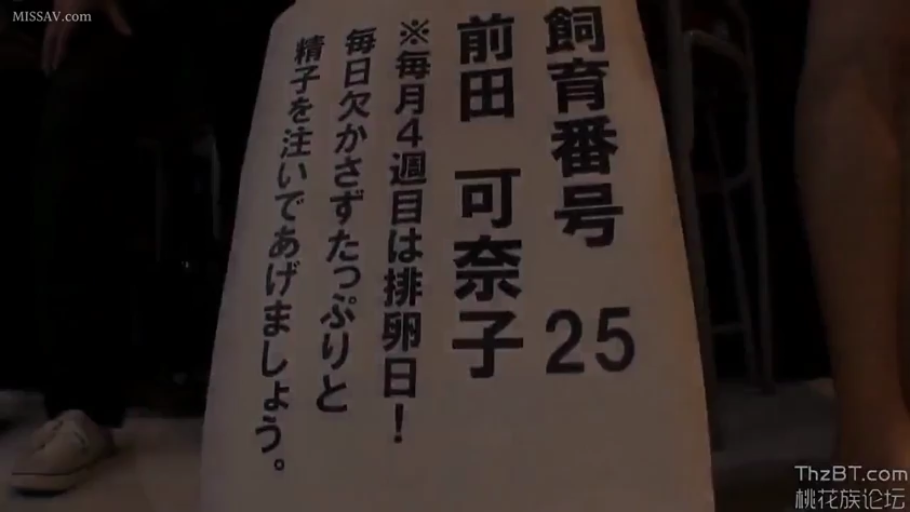 MISSAV.com
飼育番号 25
前田 可奈子
※毎月4週目は排卵日！
毎日欠かさずたっぷりと
精子を注いであげましょう。
ThzBT.com
桃花族论坛